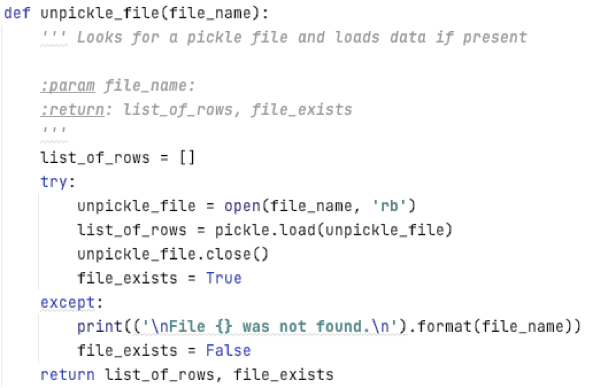 def unpickle_file(file_name):
    ''' Looks for a pickle file and loads data if present

    :param file_name:
    :return: list_of_rows, file_exists
    '''
    list_of_rows = []
    try:
        unpickle_file = open(file_name, 'rb')
        list_of_rows = pickle.load(unpickle_file)
        unpickle_file.close()
        file_exists = True
    except:
        print(('\nFile {} was not found.\n').format(file_name))
        file_exists = False
    return list_of_rows, file_exists